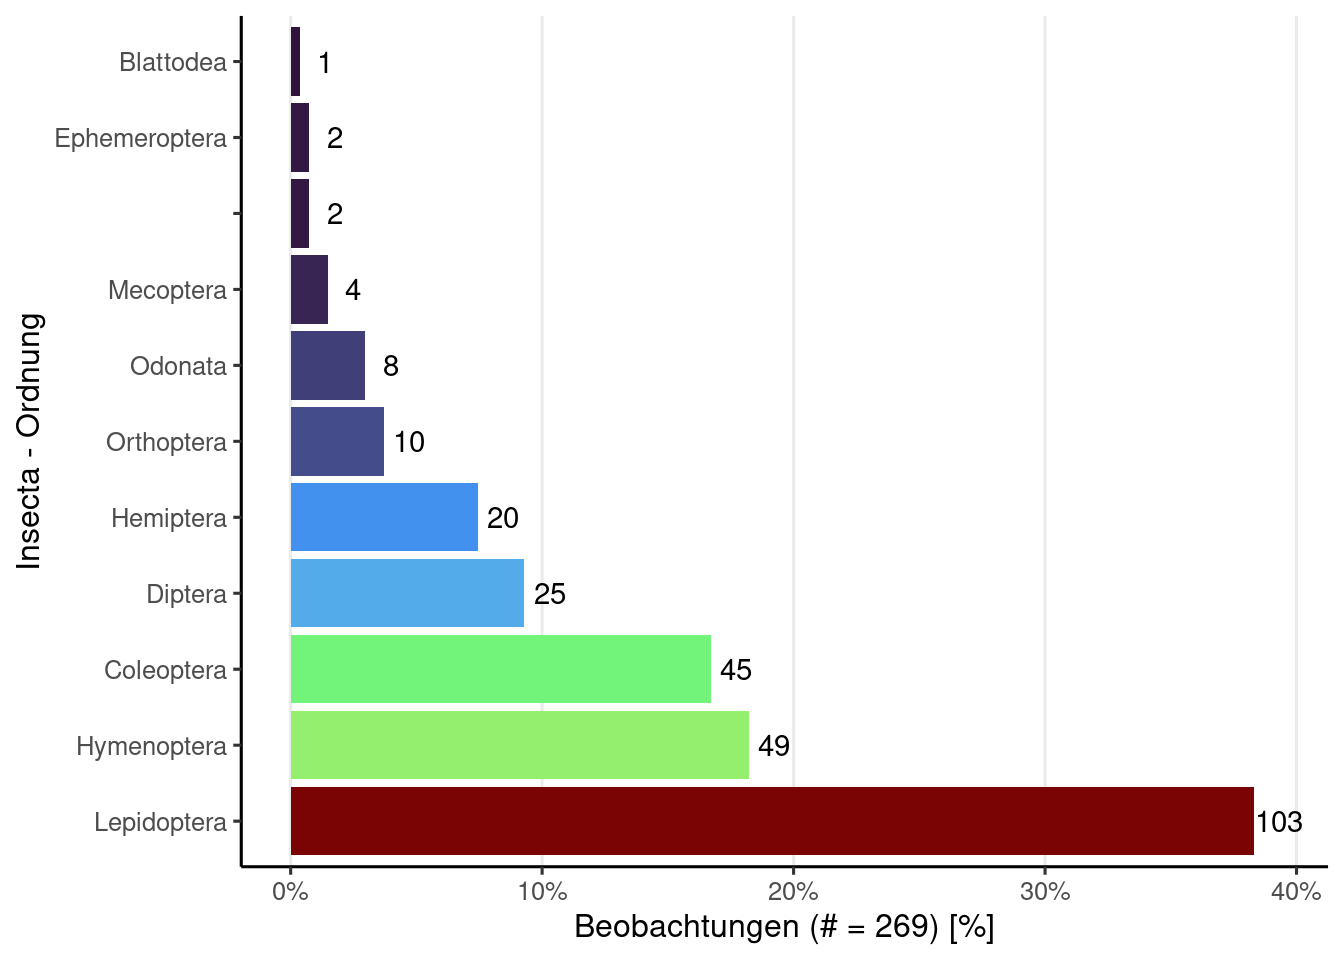 Insecta - Ordnung
Blattodea 1
Ephemeroptera 2
2
Mecoptera 4
Odonata 8
Orthoptera 10
Hemiptera 20
Diptera 25
Coleoptera 45
Hymenoptera 49
Lepidoptera 103
0% 10% 20% 30% 40%
Beobachtungen (# = 269) [%]